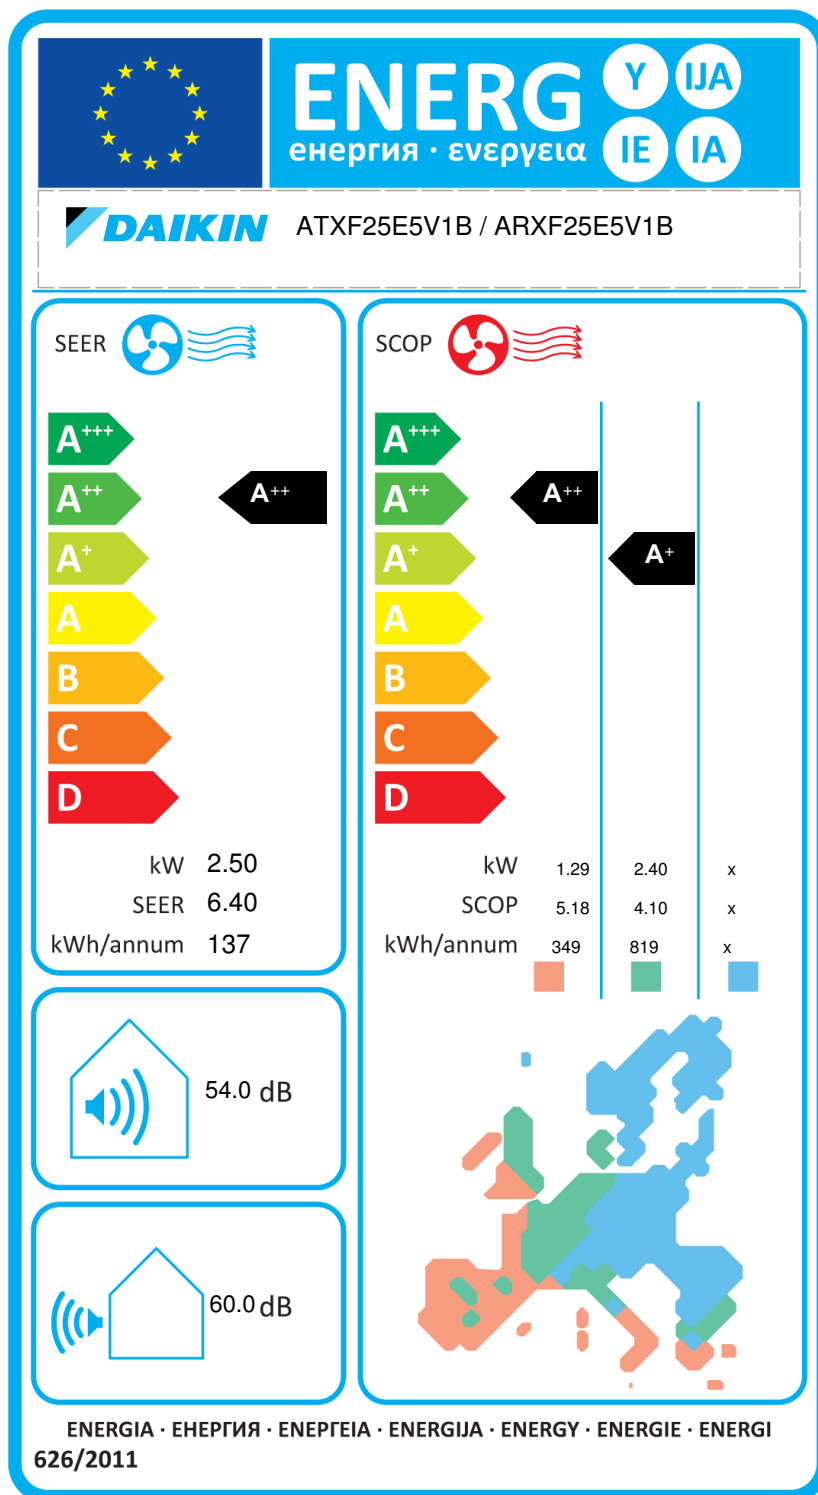 ENERG
Y IJA
IE IA
енергия · ενεργεια
DAIKIN
ATXF25E5V1B / ARXF25E5V1B
SEER
A+++
A++
A+
A
B
C
D
A++
kW 2.50
SEER 6.40
kWh/annum 137
SCOP
A+++
A++
A+
A
B
C
D
A++
A+
kW 1.29 2.40 x
SCOP 5.18 4.10 x
kWh/annum 349 819 x
54.0 dB
60.0 dB
ENERGIA · ЕНЕРГИЯ · ΕΝΕΡΓΕΙΑ · ENERGIJA · ENERGY · ENERGIE · ENERGI
626/2011